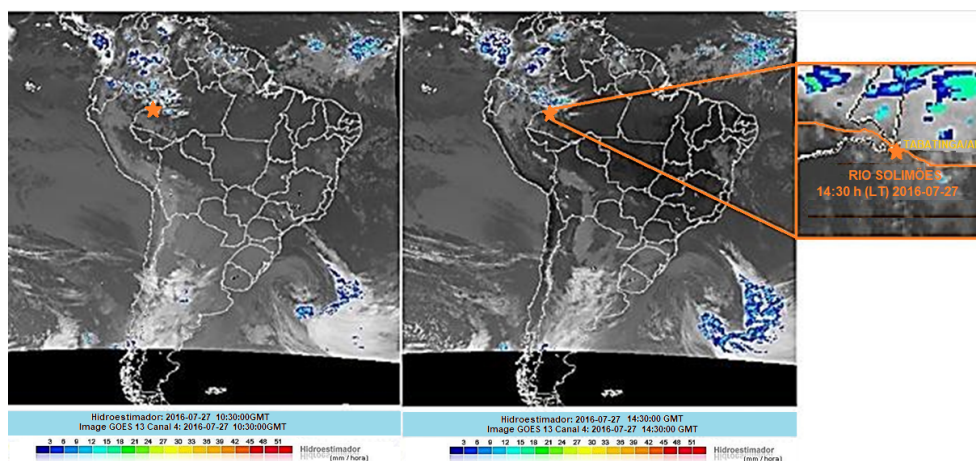 TABATINGA/A
RIO SOLIMÕES
14:30 h (LT) 2016-07-27
Hidroestimador: 2016-07-27 10:30:00GMT
Image GOES 13 Canal 4: 2016-07-27 10:30:00GMT
3 6 9 12 15 18 21 24 27 30 33 36 39 42 45 48 51
Hidroestimador
(mm / hora)
Hidroestimador: 2016-07-27 14:30:00 GMT
Image GOES 13 Canal 4: 2016-07-27 14:30:00 GMT
3 6 9 12 15 18 21 24 27 30 33 36 39 42 45 48 51
Hidroestimador
(mm / hora)